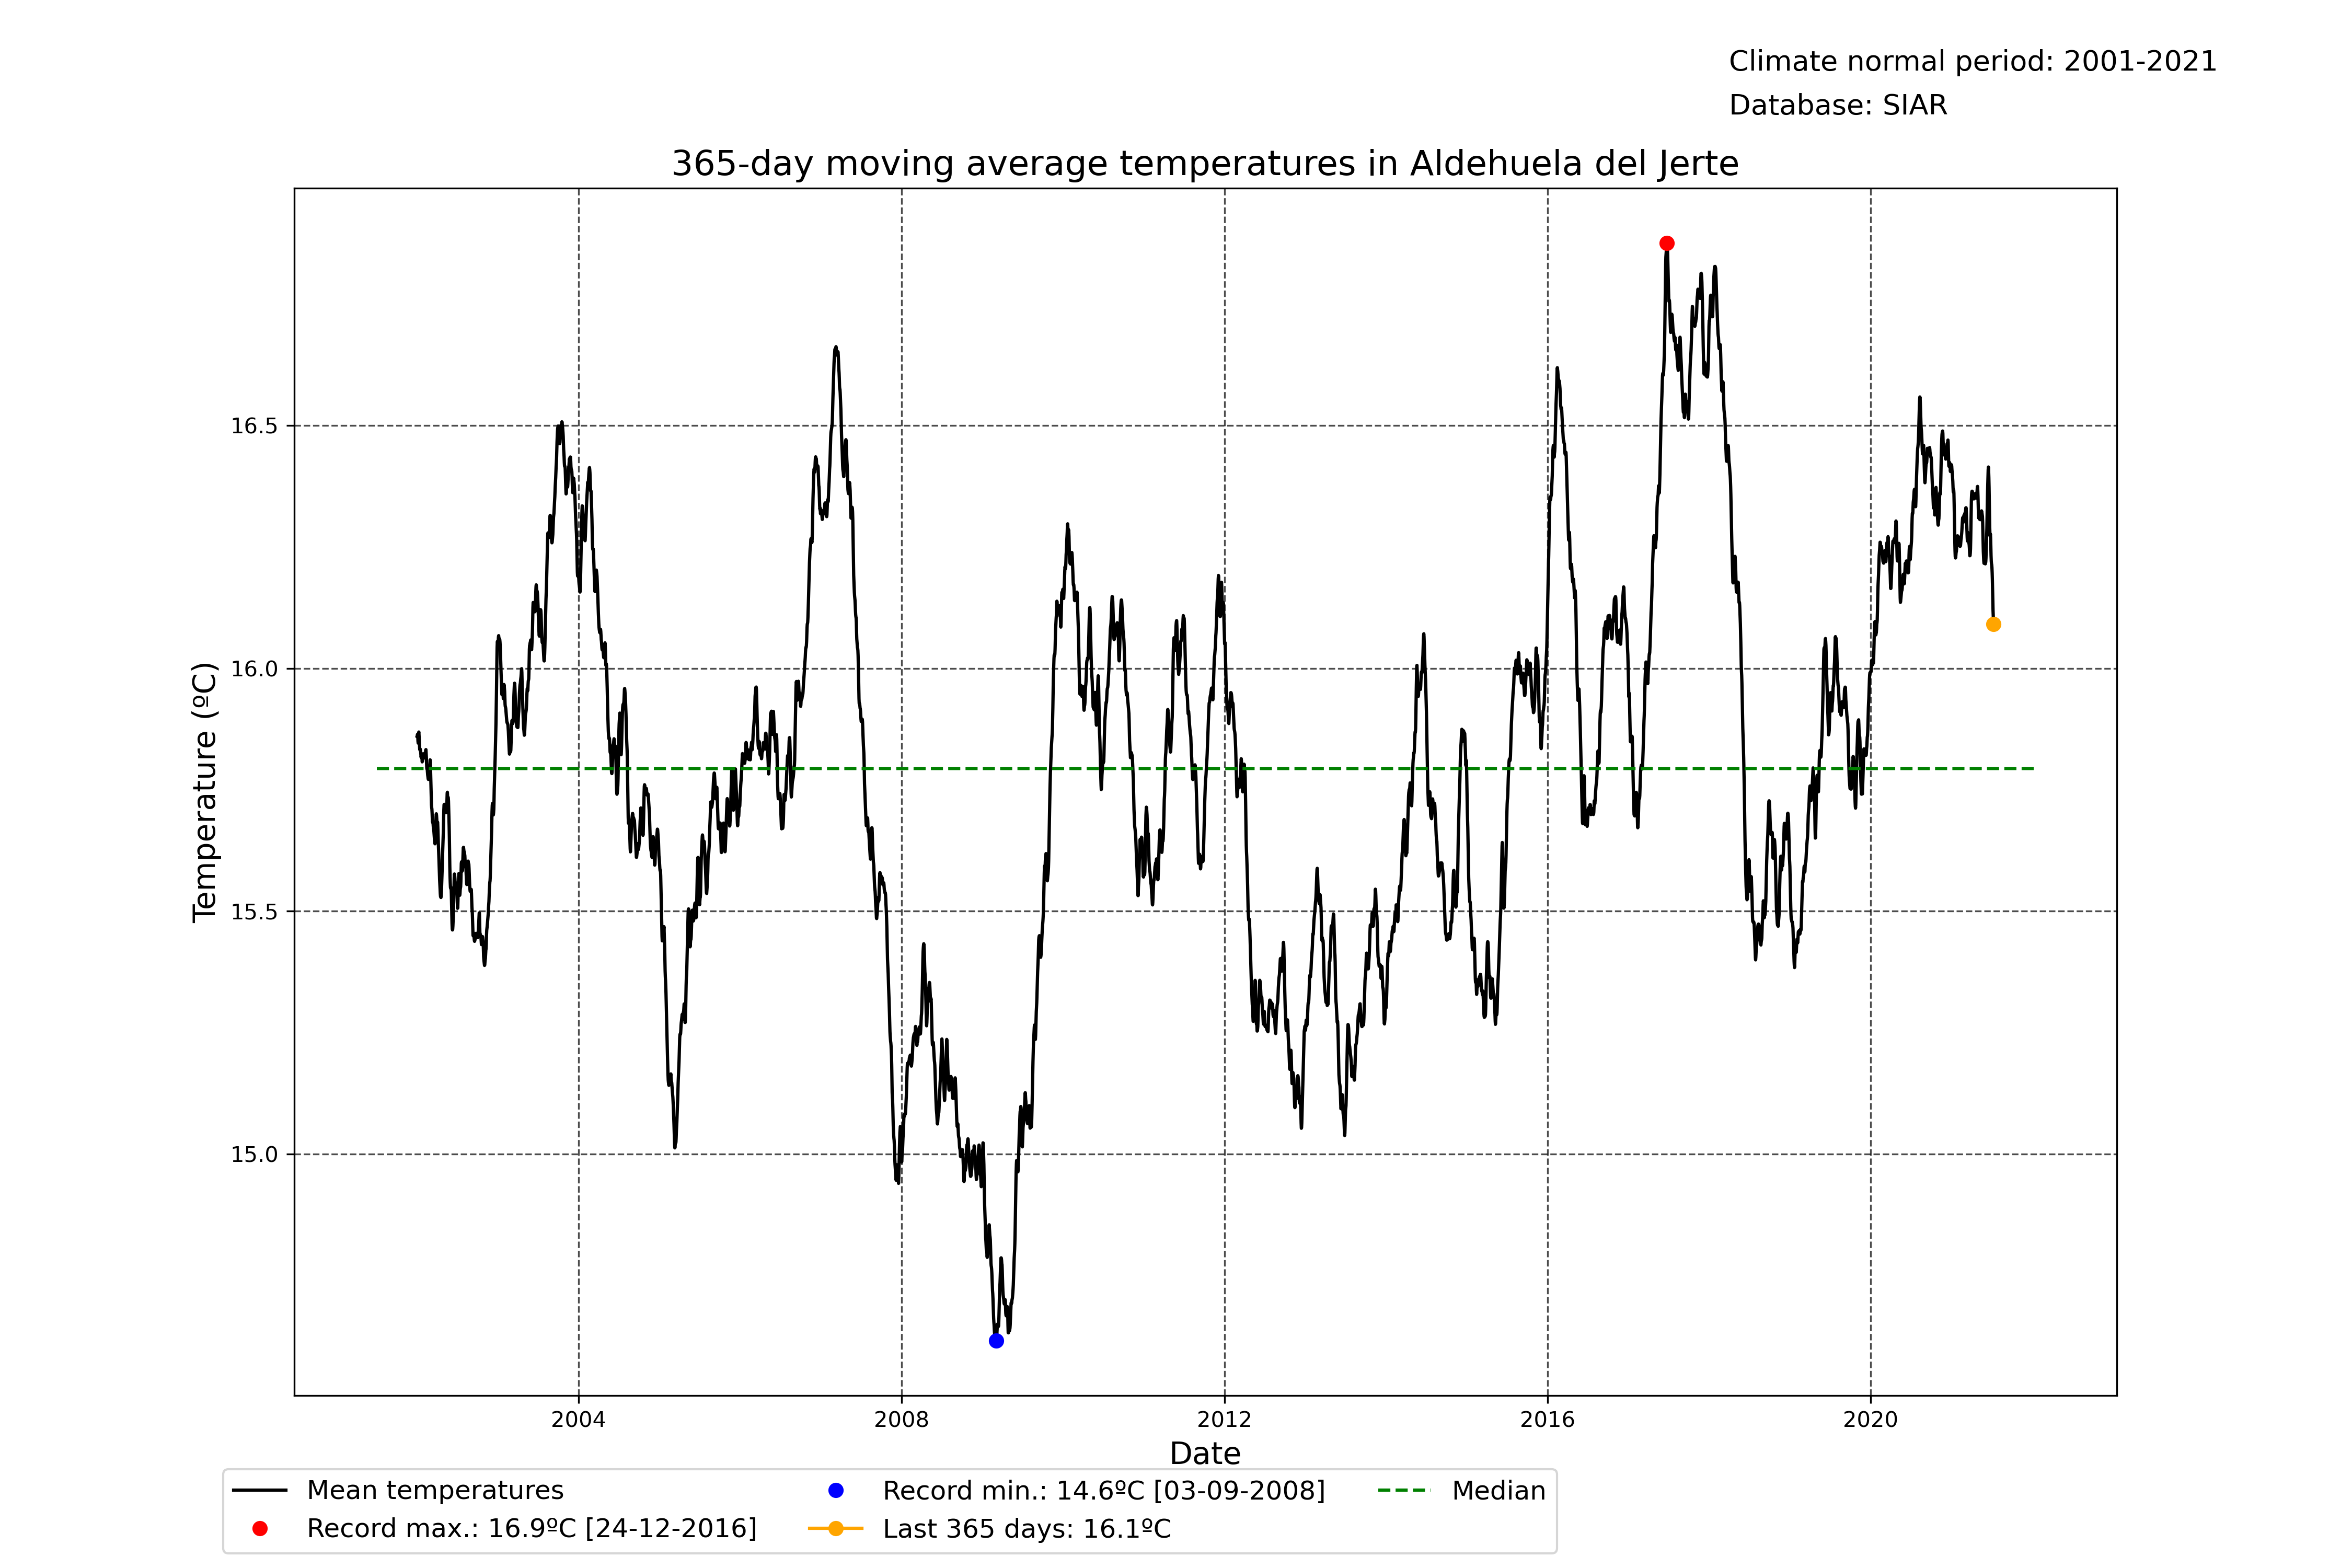 Climate normal period: 2001-2021
Database: SIAR
365-day moving average temperatures in Aldehuela del Jerte
Temperature (ºC)
16.5
16.0
15.5
15.0
2004
2008
2012
2016
2020
Date
Mean temperatures
Record max.: 16.9ºC [24-12-2016]
Record min.: 14.6ºC [03-09-2008]
Last 365 days: 16.1ºC
Median